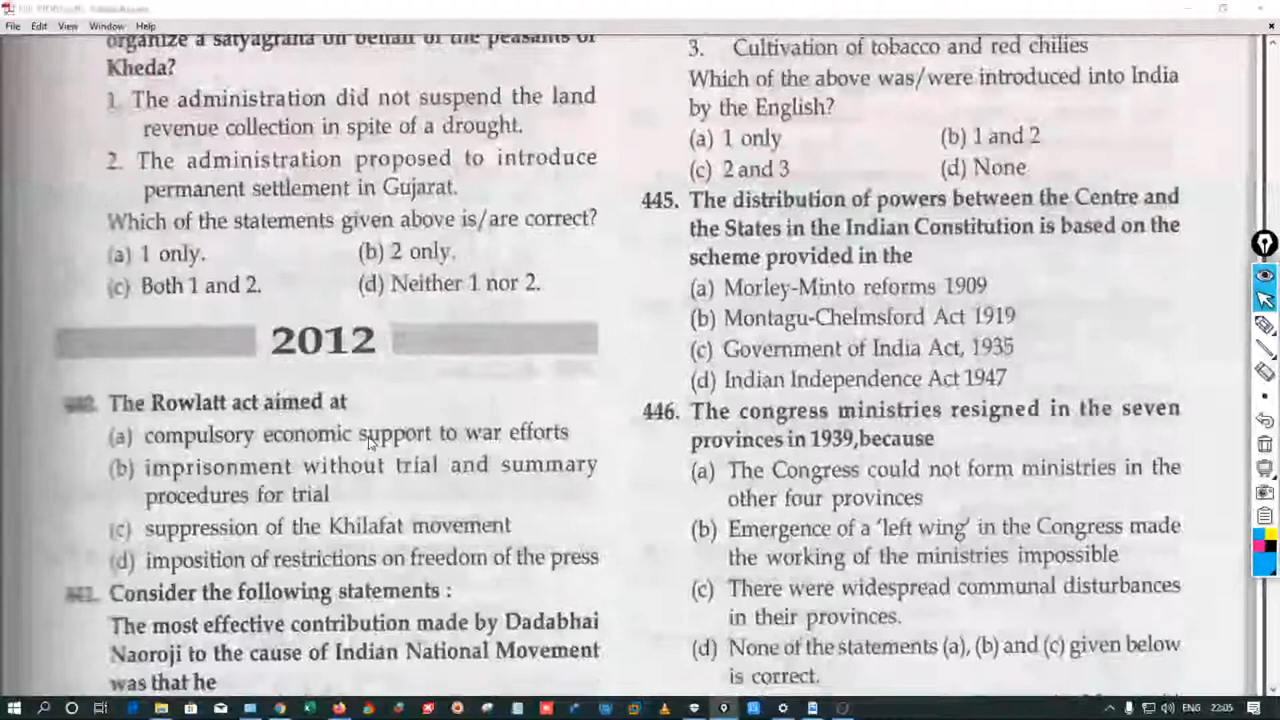 File Edit View Window Help
organize a satyagraha on behalf of the peasants of
Kheda?
1. The administration did not suspend the land
revenue collection in spite of a drought.
2. The administration proposed to introduce
permanent settlement in Gujarat.
Which of the statements given above is/are correct?
(a) 1 only. (b) 2 only.
(c) Both 1 and 2. (d) Neither 1 nor 2.
2012
The Rowlatt act aimed at
(a) compulsory economic support to war efforts
(b) imprisonment without trial and summary
procedures for trial
(c) suppression of the Khilafat movement
(d) imposition of restrictions on freedom of the press
Consider the following statements :
The most effective contribution made by Dadabhai
Naoroji to the cause of Indian National Movement
was that he
3. Cultivation of tobacco and red chilies
Which of the above was/were introduced into India
by the English?
(a) 1 only (b) 1 and 2
(c) 2 and 3 (d) None
445. The distribution of powers between the Centre and
the States in the Indian Constitution is based on the
scheme provided in the
(a) Morley-Minto reforms 1909
(b) Montagu-Chelmsford Act 1919
(c) Government of India Act, 1935
(d) Indian Independence Act 1947
446. The congress ministries resigned in the seven
provinces in 1939,because
(a) The Congress could not form ministries in the
other four provinces
(b) Emergence of a 'left wing' in the Congress made
the working of the ministries impossible
(c) There were widespread communal disturbances
in their provinces.
(d) None of the statements (a), (b) and (c) given below
is correct.
ENG 22:05